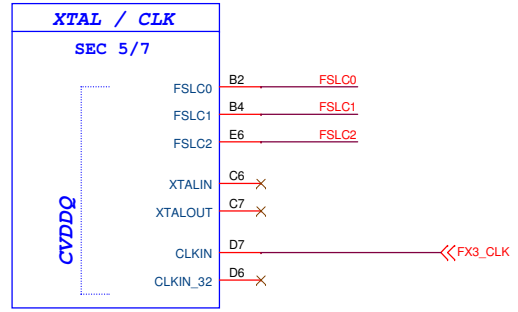 XTAL / CLK
SEC 5/7
FSLC0 B2 FSLC0
FSLC1 B4 FSLC1
FSLC2 E6 FSLC2
XTALIN C6
XTALOUT C7
CVDDQ
CLKIN D7 FX3_CLK
CLKIN_32 D6